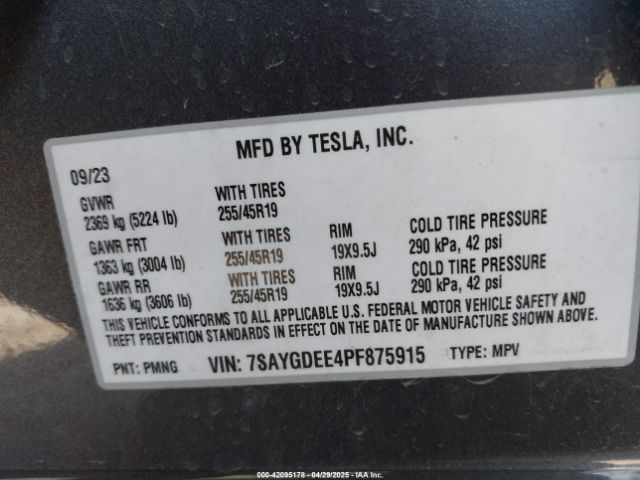 MFD BY TESLA, INC.
09/23
GVWR WITH TIRES
2369 kg (5224 lb) 255/45R19
GAWR FRT WITH TIRES RIM COLD TIRE PRESSURE
1363 kg (3004 lb) 255/45R19 19X9.5J 290 kPa, 42 psi
GAWR RR WITH TIRES RIM COLD TIRE PRESSURE
1636 kg (3606 lb) 255/45R19 19X9.5J 290 kPa, 42 psi
THIS VEHICLE CONFORMS TO ALL APPLICABLE U.S. FEDERAL MOTOR VEHICLE SAFETY AND
THEFT PREVENTION STANDARDS IN EFFECT ON THE DATE OF MANUFACTURE SHOWN ABOVE.
PNT: PMNG VIN: 7SAYGDEE4PF875915 TYPE: MPV
000-42095178 - 04/29/2025 - IAA Inc.